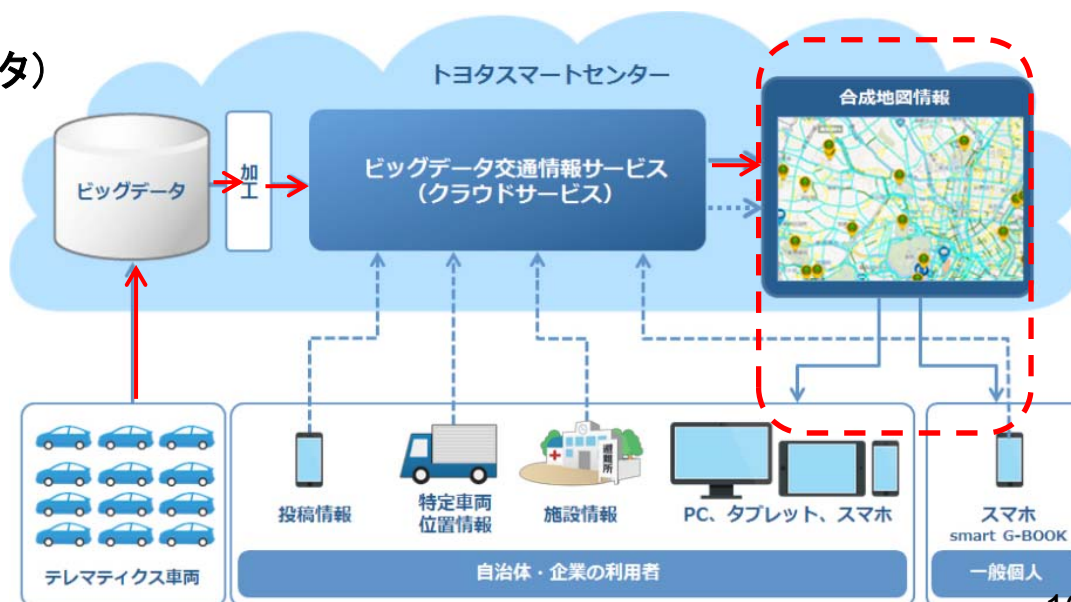 タ）
トヨタスマートセンター
合成地図情報
ビッグデータ
加
工
ビッグデータ交通情報サービス
（クラウドサービス）
テレマティクス車両
投稿情報
特定車両
位置情報
避難所
施設情報
PC、タブレット、スマホ
自治体・企業の利用者
スマホ
smart G-BOOK
一般個人